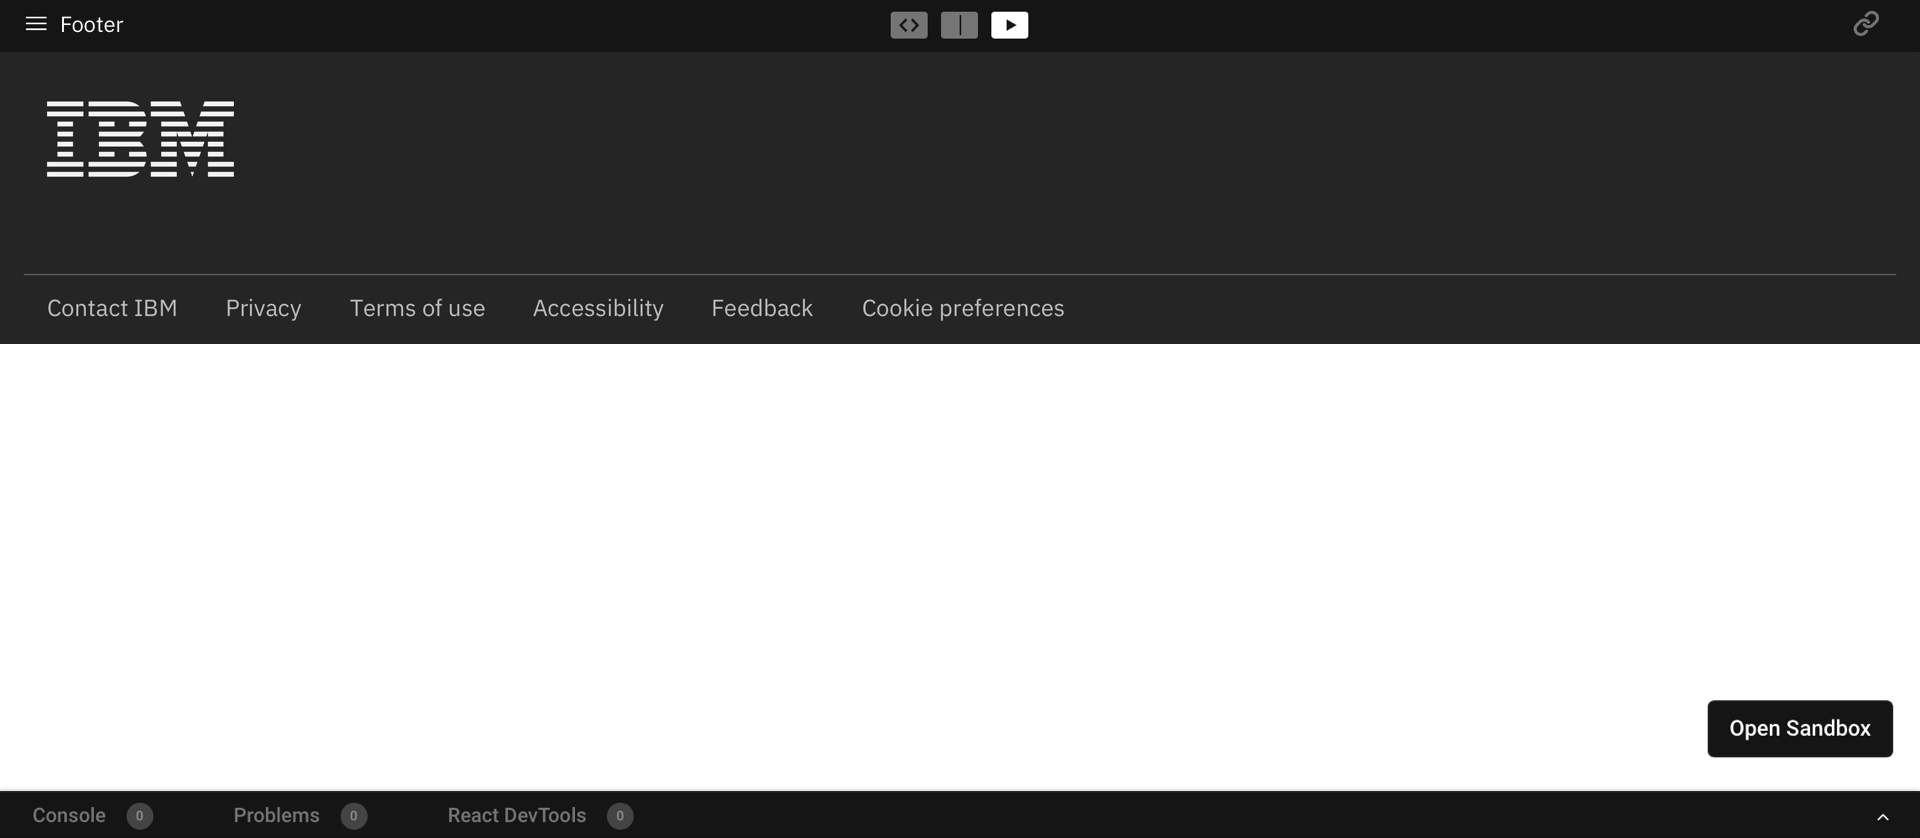 Footer
IBM
Contact IBM Privacy Terms of use Accessibility Feedback Cookie preferences
Open Sandbox
Console 0 Problems 0 React DevTools 0